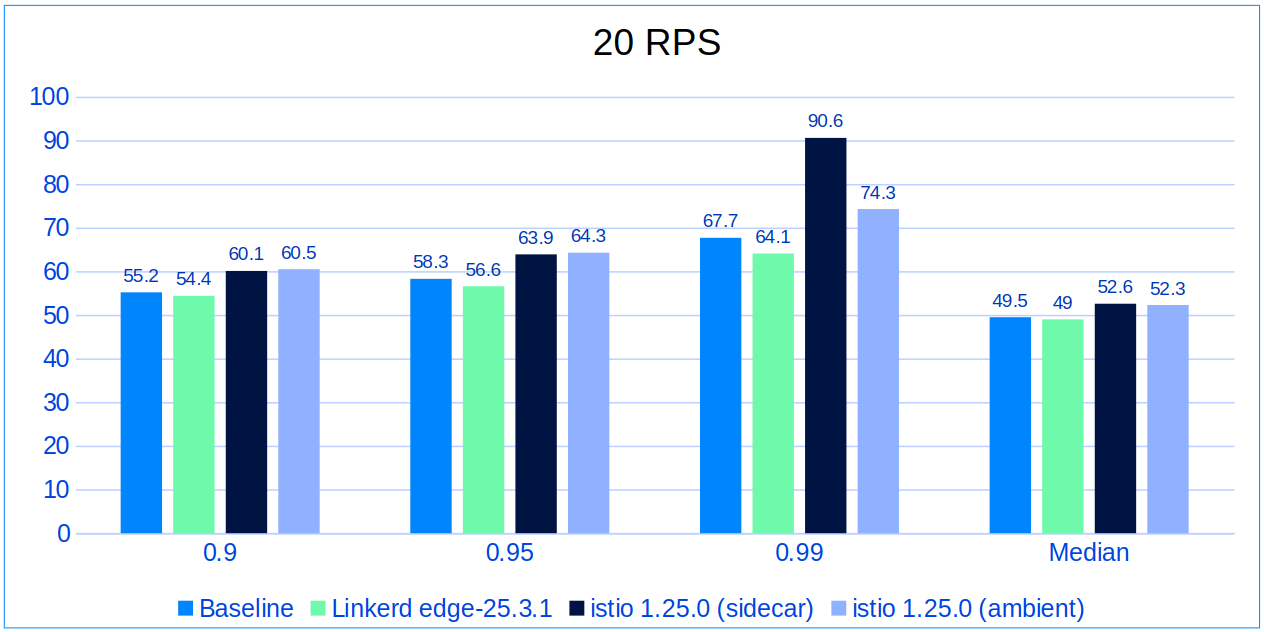 20 RPS
100
90
80
70
60
50
40
30
20
10
0
55.2 54.4 60.1 60.5
58.3 56.6 63.9 64.3
67.7 64.1 90.6 74.3
49.5 49 52.6 52.3
0.9 0.95 0.99 Median
Baseline Linkerd edge-25.3.1 istio 1.25.0 (sidecar) istio 1.25.0 (ambient)